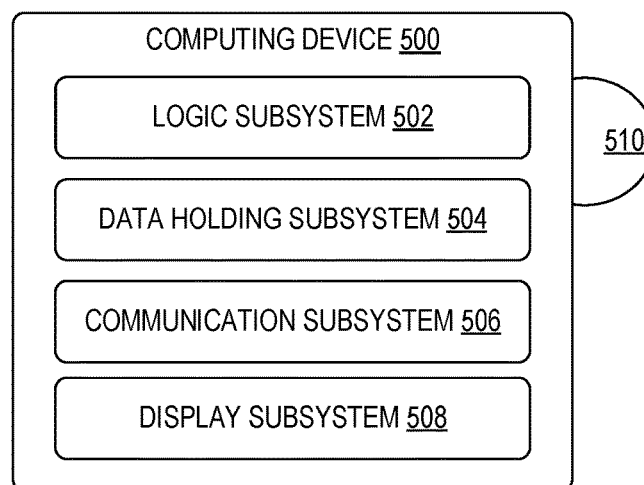 COMPUTING DEVICE 500
LOGIC SUBSYSTEM 502
510
DATA HOLDING SUBSYSTEM 504
COMMUNICATION SUBSYSTEM 506
DISPLAY SUBSYSTEM 508